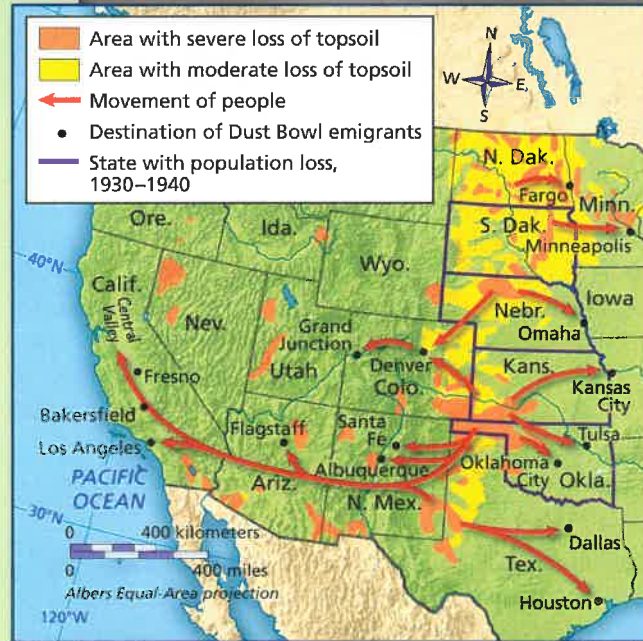 Area with severe loss of topsoil
Area with moderate loss of topsoil
Movement of people
Destination of Dust Bowl emigrants
State with population loss,
1930–1940
N
W
E
S
N. Dak.
Fargo
Minn.
S. Dak.
Minneapolis
Ore.
Ida.
Wyo.
40°N
Calif.
Central
Valley
Nev.
Utah
Grand
Junction
Denver
Colo.
Nebr.
Omaha
Iowa
Kans.
Kansas
City
Fresno
Bakersfield
Los Angeles
Flagstaff
Ariz.
Santa
Fe
Albuquerque
N. Mex.
Oklahoma
City
Okla.
Tulsa
PACIFIC
OCEAN
30°N
Tex.
Dallas
Houston
0 400 kilometers
0 400 miles
Albers Equal-Area projection
120°W